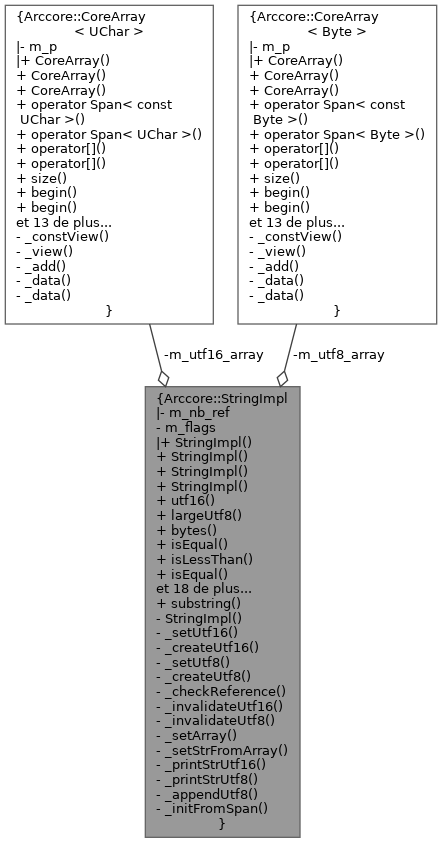 {Arccore::CoreArray
< UChar >
|- m_p
|+ CoreArray()
+ CoreArray()
+ CoreArray()
+ operator Span< const
UChar >()
+ operator Span< UChar >()
+ operator[]()
+ operator[]()
+ size()
+ begin()
+ begin()
et 13 de plus...
- _constView()
- _view()
- _add()
- _data()
- _data()
}
{Arccore::CoreArray
< Byte >
|- m_p
|+ CoreArray()
+ CoreArray()
+ CoreArray()
+ operator Span< const
Byte >()
+ operator Span< Byte >()
+ operator[]()
+ operator[]()
+ size()
+ begin()
+ begin()
et 13 de plus...
- _constView()
- _view()
- _add()
- _data()
- _data()
}
-m_utf16_array
-m_utf8_array
{Arccore::StringImpl
|- m_nb_ref
- m_flags
|+ StringImpl()
+ StringImpl()
+ StringImpl()
+ StringImpl()
+ utf16()
+ largeUtf8()
+ bytes()
+ isEqual()
+ isLessThan()
+ isEqual()
et 18 de plus...
+ substring()
- StringImpl()
- _setUtf16()
- _createUtf16()
- _setUtf8()
- _createUtf8()
- _checkReference()
- _invalidateUtf16()
- _invalidateUtf8()
- _setArray()
- _setStrFromArray()
- _printStrUtf16()
- _printStrUtf8()
- _appendUtf8()
- _initFromSpan()
}